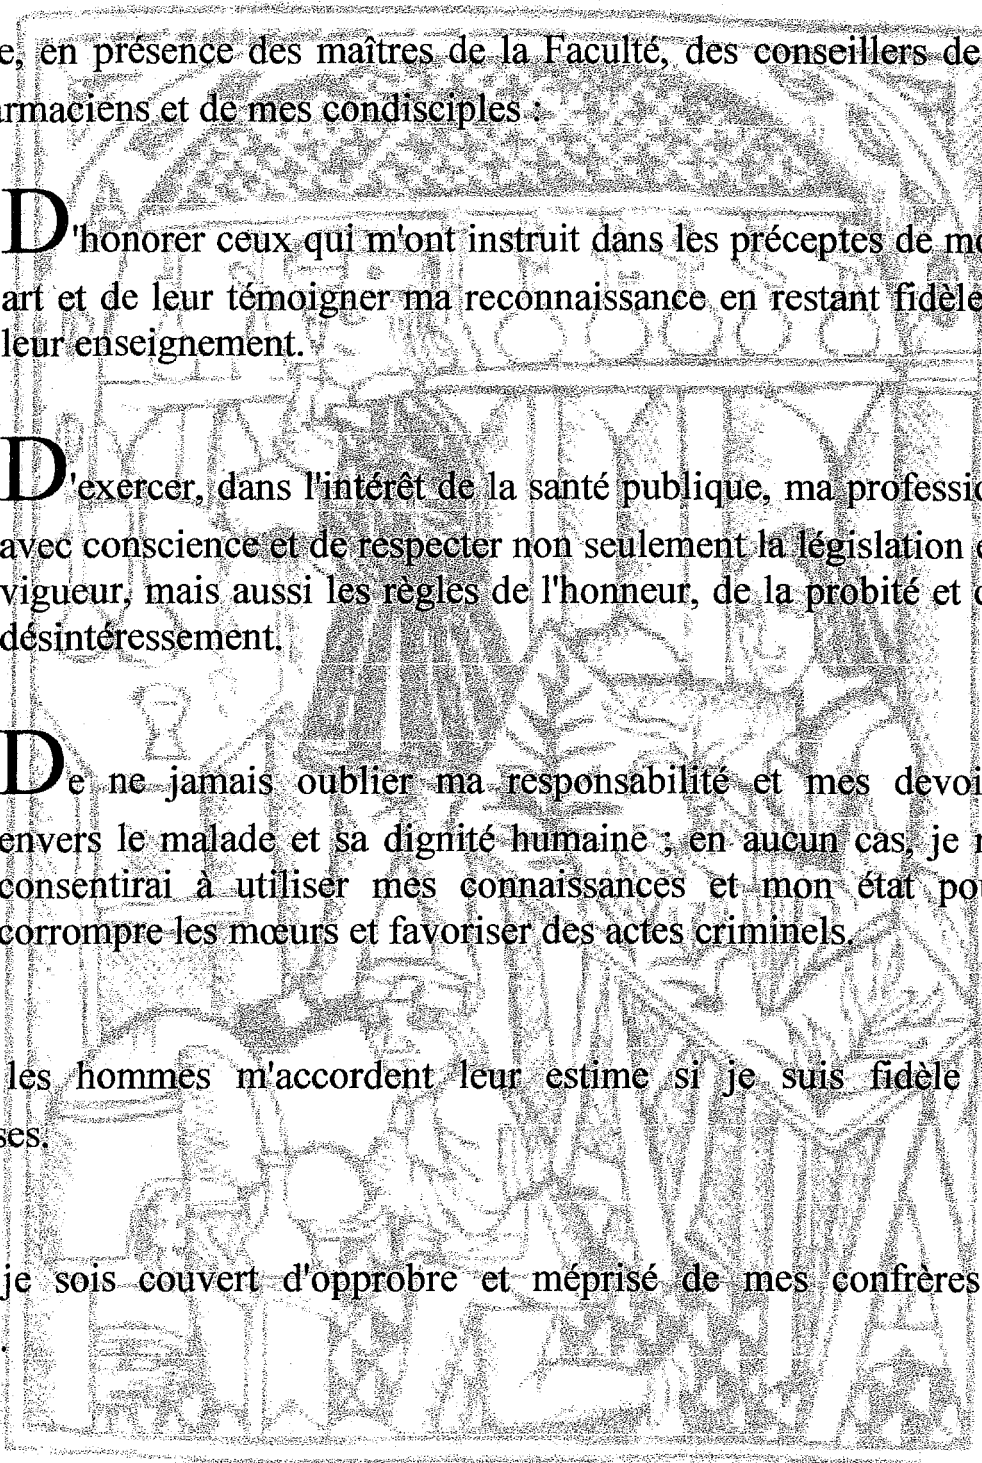 e, en présence des maîtres de la Faculté, des conseillers de
armaciens et de mes condisciples :
D'honorer ceux qui m'ont instruit dans les préceptes de mo
art et de leur témoigner ma reconnaissance en restant fidèle
leur enseignement.
D'exercer, dans l'intérêt de la santé publique, ma professio
avec conscience et de respecter non seulement la législation e
vigueur, mais aussi les règles de l'honneur, de la probité et d
désintéressement.
De ne jamais oublier ma responsabilité et mes devoi
envers le malade et sa dignité humaine ; en aucun cas, je n
consentirai à utiliser mes connaissances et mon état pou
corrompre les mœurs et favoriser des actes criminels.
les hommes m'accordent leur estime si je suis fidèle
ses.
je sois couvert d'opprobre et méprisé de mes confrères
.